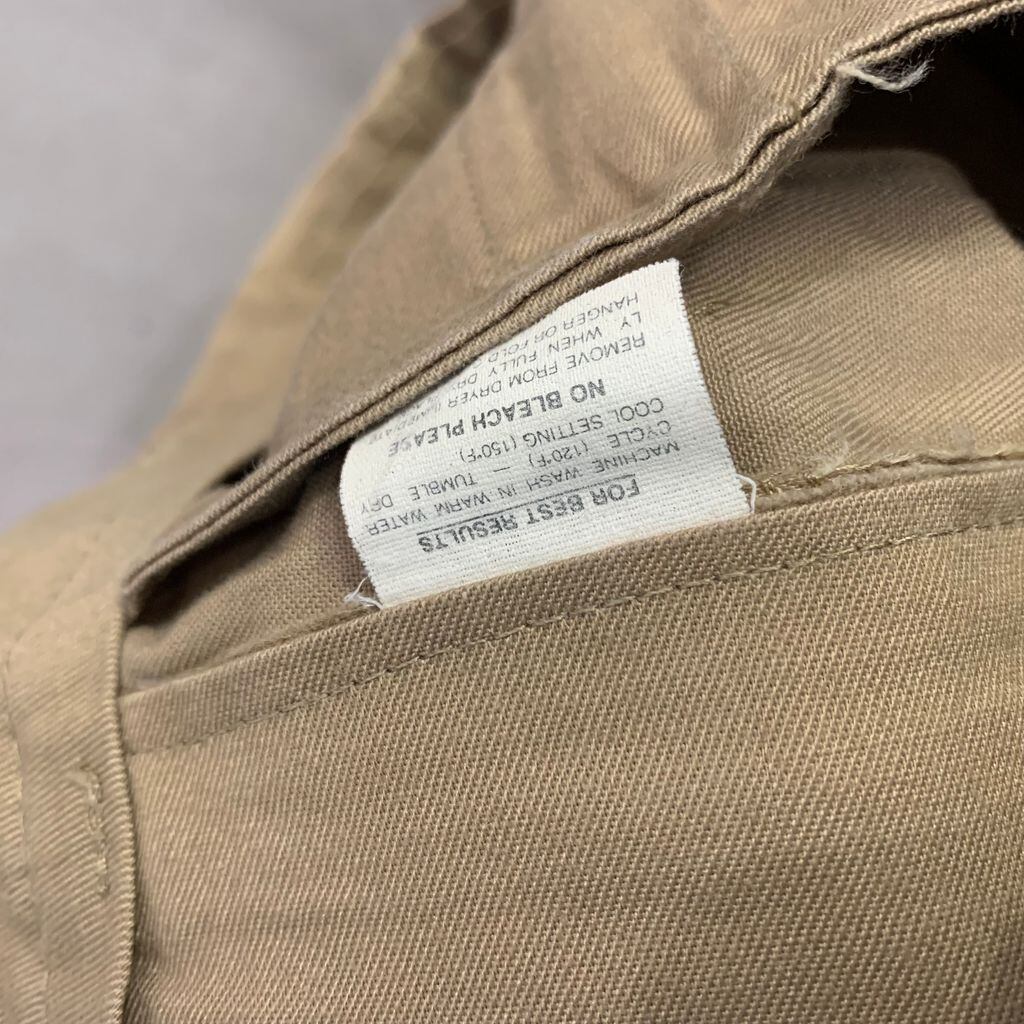 FOR BEST RESULTS
MACHINE WASH IN WARM WATER
(120°F) — TUMBLE DRY
CYCLE SETTING (150°F)
COOL
NO BLEACH PLEASE
REMOVE FROM DRYER
LY WHEN FULLY DRY
HANGER OR FOLD